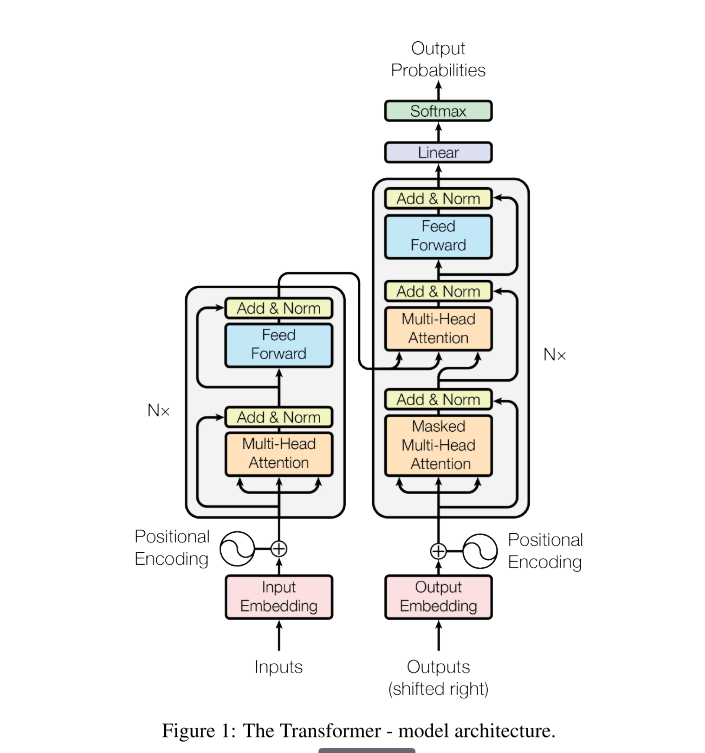 Output
Probabilities
Softmax
Linear
Add & Norm
Feed
Forward
Add & Norm
Multi-Head
Attention
Add & Norm
Masked
Multi-Head
Attention
N×
Add & Norm
Feed
Forward
Add & Norm
Multi-Head
Attention
N×
Positional
Encoding
Positional
Encoding
Input
Embedding
Output
Embedding
Inputs
Outputs
(shifted right)
Figure 1: The Transformer - model architecture.